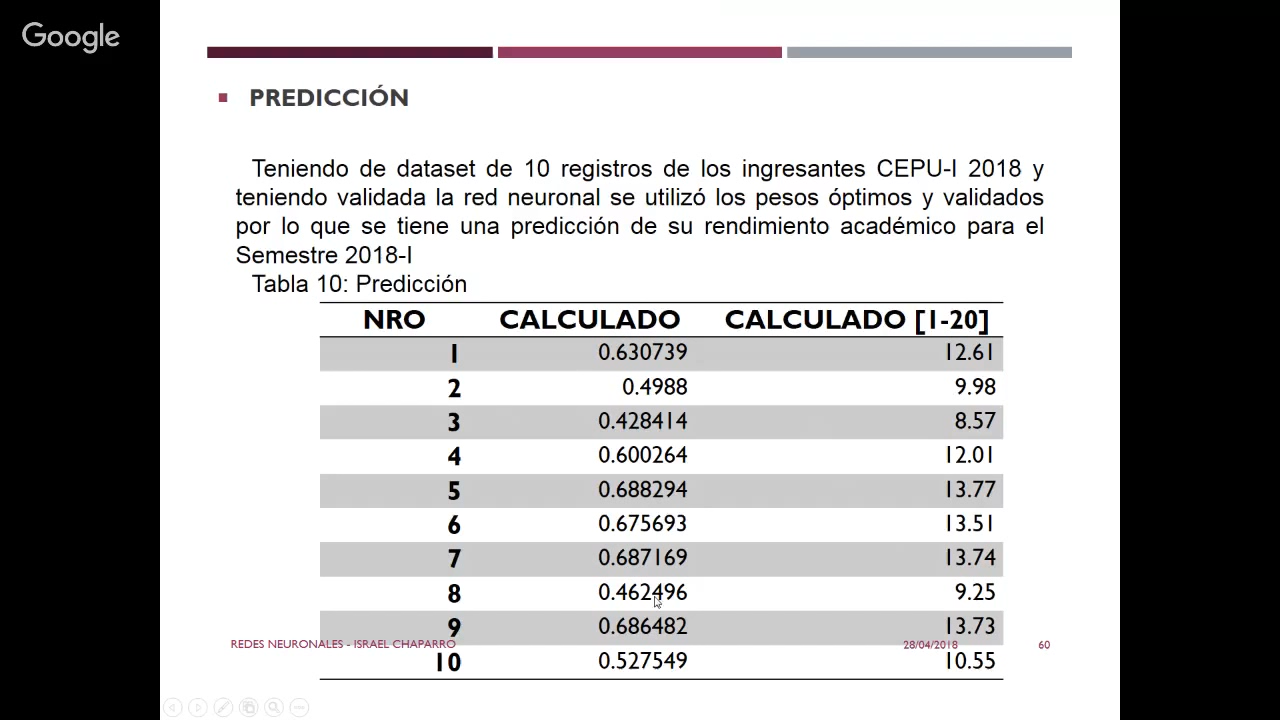 Google
PREDICCIÓN
Teniendo de dataset de 10 registros de los ingresantes CEPU-I 2018 y
teniendo validada la red neuronal se utilizó los pesos óptimos y validados
por lo que se tiene una predicción de su rendimiento académico para el
Semestre 2018-I
Tabla 10: Predicción
NRO CALCULADO CALCULADO [1-20]
1 0.630739 12.61
2 0.4988 9.98
3 0.428414 8.57
4 0.600264 12.01
5 0.688294 13.77
6 0.675693 13.51
7 0.687169 13.74
8 0.462496 9.25
9 0.686482 13.73
REDES NEURONALES - ISRAEL CHAPARRO 28/04/2018 60
10 0.527549 10.55